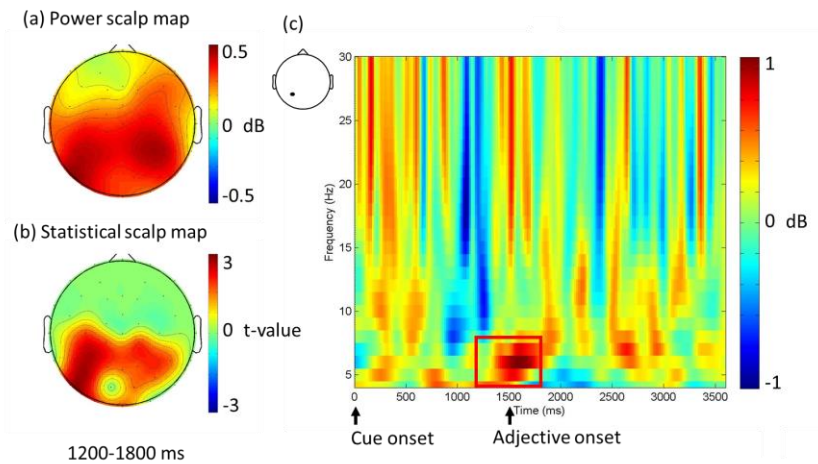 (a) Power scalp map
0.5
0 dB
-0.5
(b) Statistical scalp map
3
0 t-value
-3
1200-1800 ms
(c)
30
25
20
15
10
5
Frequency (Hz)
0 500 1000 1500 2000 2500 3000 3500
Time (ms)
Cue onset
Adjective onset
1
0 dB
-1